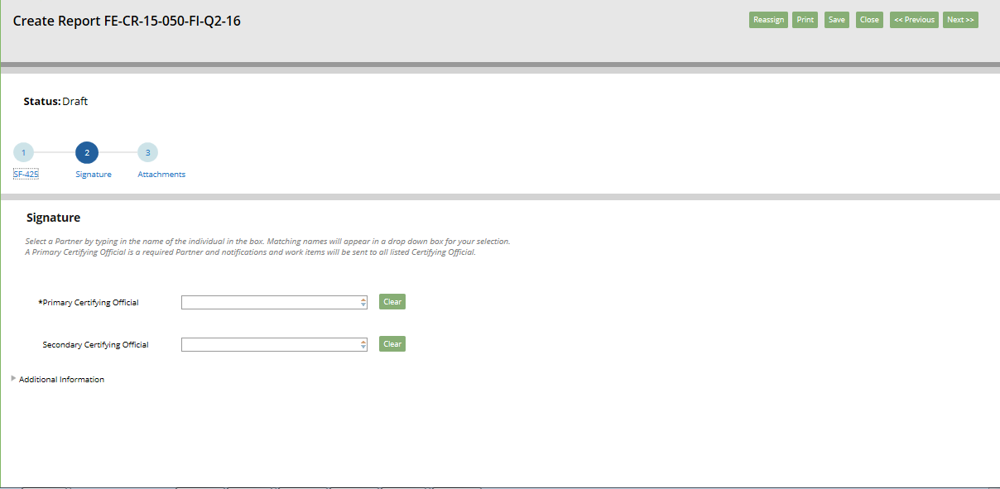 Create Report FE-CR-15-050-FI-Q2-16
Reassign Print Save Close << Previous Next >>
Status: Draft
1 2 3
SF-425 Signature Attachments
Signature
Select a Partner by typing in the name of the individual in the box. Matching names will appear in a drop down box for your selection.
A Primary Certifying Official is a required Partner and notifications and work items will be sent to all listed Certifying Official.
*Primary Certifying Official Clear
Secondary Certifying Official Clear
Additional Information